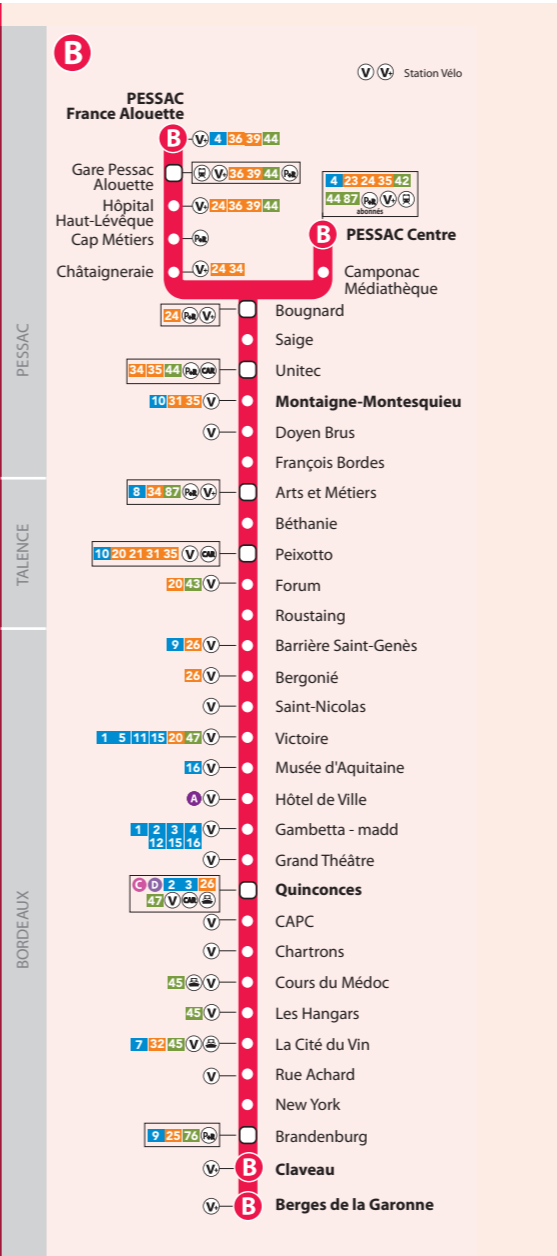 B
V V+ Station Vélo
PESSAC
France Alouette
B V+ 4 36 39 44
Gare Pessac
Alouette
V+ 36 39 44 P+R
Hôpital
Haut-Lévêque
V+ 24 36 39 44
Cap Métiers
P+R
Châtaigneraie
V+ 24 34
4 23 24 35 42
44 87 P+R V+
abonnés
B PESSAC Centre
Camponac
Médiathèque
PESSAC
24 P+R V+ Bougnard
Saige
34 35 44 P+R CAR Unitec
10 31 35 V Montaigne-Montesquieu
V Doyen Brus
François Bordes
TALENCE
8 34 87 P+R V+ Arts et Métiers
Béthanie
10 20 21 31 35 V CAR Peixotto
20 43 V Forum
Roustaing
BORDEAUX
9 26 V Barrière Saint-Genès
26 V Bergonié
V Saint-Nicolas
1 5 11 15 20 47 V Victoire
16 V Musée d'Aquitaine
A V Hôtel de Ville
1 2 3 4 V Gambetta - madd
12 15 16
V Grand Théâtre
C D 2 3 26 Quinconces
47 V CAR
V CAPC
V Chartrons
45 V Cours du Médoc
45 V Les Hangars
7 32 45 V La Cité du Vin
V Rue Achard
New York
9 25 76 P+R Brandenburg
V+ B Claveau
V+ B Berges de la Garonne